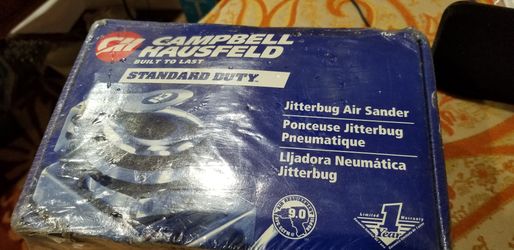 CH CAMPBELL
HAUSFELD
BUILT TO LAST
STANDARD DUTY
Jitterbug Air Sander
Ponceuse Jitterbug
Pneumatique
LIjadora Neumática
Jitterbug
9.0
Limited Warranty
1
Year